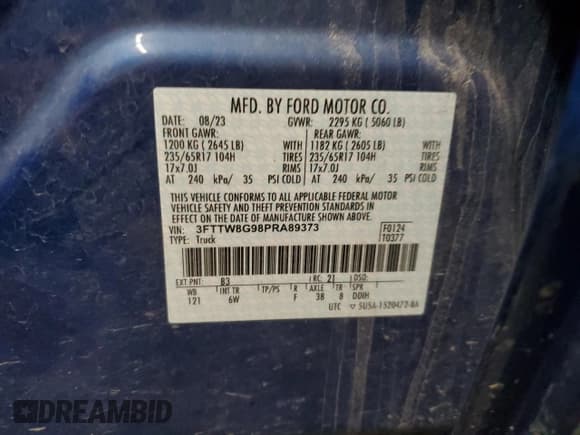 MFD. BY FORD MOTOR CO.
DATE: 08/23 GVWR: 2295 KG ( 5060 LB)
FRONT GAWR: REAR GAWR:
1200 KG ( 2645 LB) WITH 1182 KG ( 2605 LB) WITH
235/65R17 104H TIRES 235/65R17 104H TIRES
17x7.0J 17x7.0J
AT 240 kPa/ 35 PSI COLD AT 240 kPa/ 35 PSI COLD
THIS VEHICLE CONFORMS TO ALL APPLICABLE FEDERAL MOTOR
VEHICLE SAFETY AND THEFT PREVENTION STANDARDS IN EFFECT ON
THE DATE OF MANUFACTURE SHOWN ABOVE.
VIN: 3FTTW8G98PRA89373 F0124
TYPE: Truck T0377
EXT PNT: B3 RC: 21 DSO:
WB INT TR TP/PS R AXLE TR SPR
121 6W F 38 8 DDIH
UTC 5U5A-1520472-BA
DREAMBID